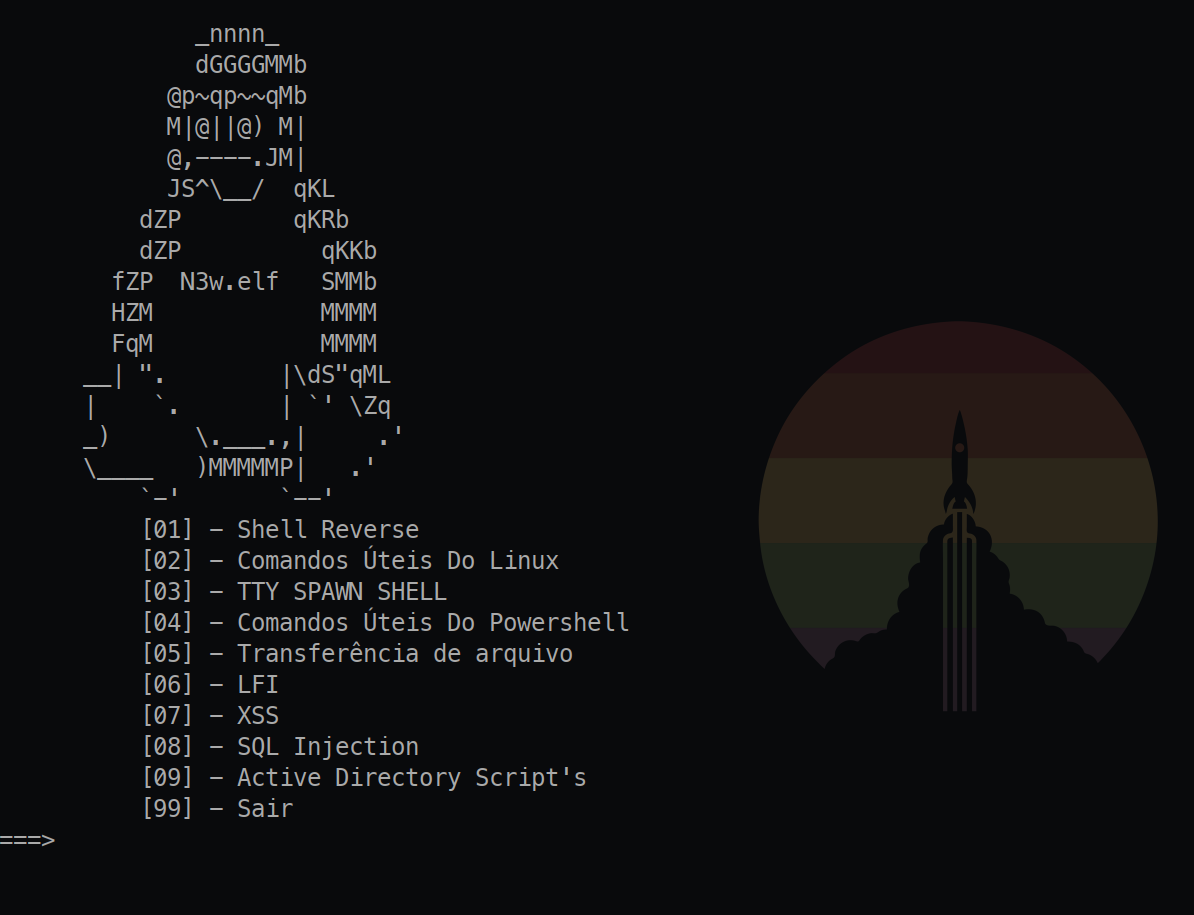 _nnnn_
dGGGGMMb
@p~qp~~qMb
M|@||@) M|
@,----.JM|
JS^\__/  qKL
dZP        qKRb
dZP          qKKb
fZP  N3w.elf   SMMb
HZM            MMMM
FqM            MMMM
__| ".        |\dS"qML
|    `.       | `' \Zq
_)      \.___.,|     .'
\____   )MMMMMP|   .'
`-'       `--'
[01] - Shell Reverse
[02] - Comandos Úteis Do Linux
[03] - TTY SPAWN SHELL
[04] - Comandos Úteis Do Powershell
[05] - Transferência de arquivo
[06] - LFI
[07] - XSS
[08] - SQL Injection
[09] - Active Directory Script's
[99] - Sair
===>